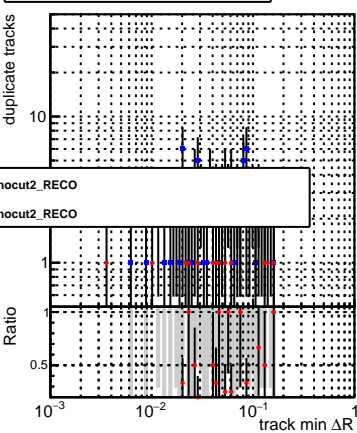 duplicate tracks
10
nocut2_RECO
nocut2_RECO
1
Ratio
1
0.5
10⁻³ 10⁻² 10⁻¹ 1
track min ΔR